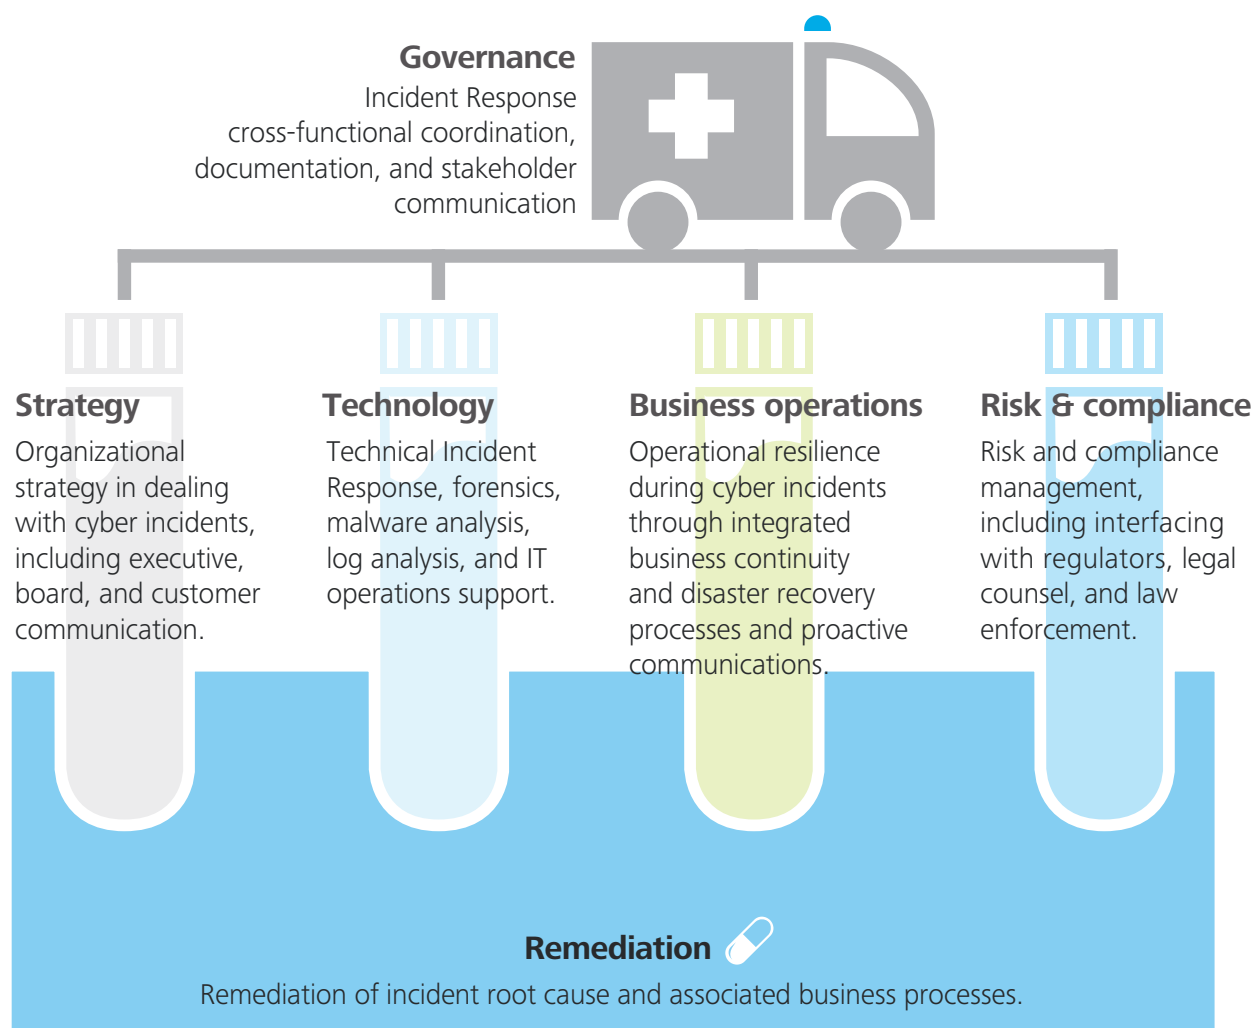 Governance
Incident Response
cross-functional coordination,
documentation, and stakeholder
communication
Strategy
Organizational
strategy in dealing
with cyber incidents,
including executive,
board, and customer
communication.
Technology
Technical Incident
Response, forensics,
malware analysis,
log analysis, and IT
operations support.
Business operations
Operational resilience
during cyber incidents
through integrated
business continuity
and disaster recovery
processes and proactive
communications.
Risk & compliance
Risk and compliance
management,
including interfacing
with regulators, legal
counsel, and law
enforcement.
Remediation
Remediation of incident root cause and associated business processes.